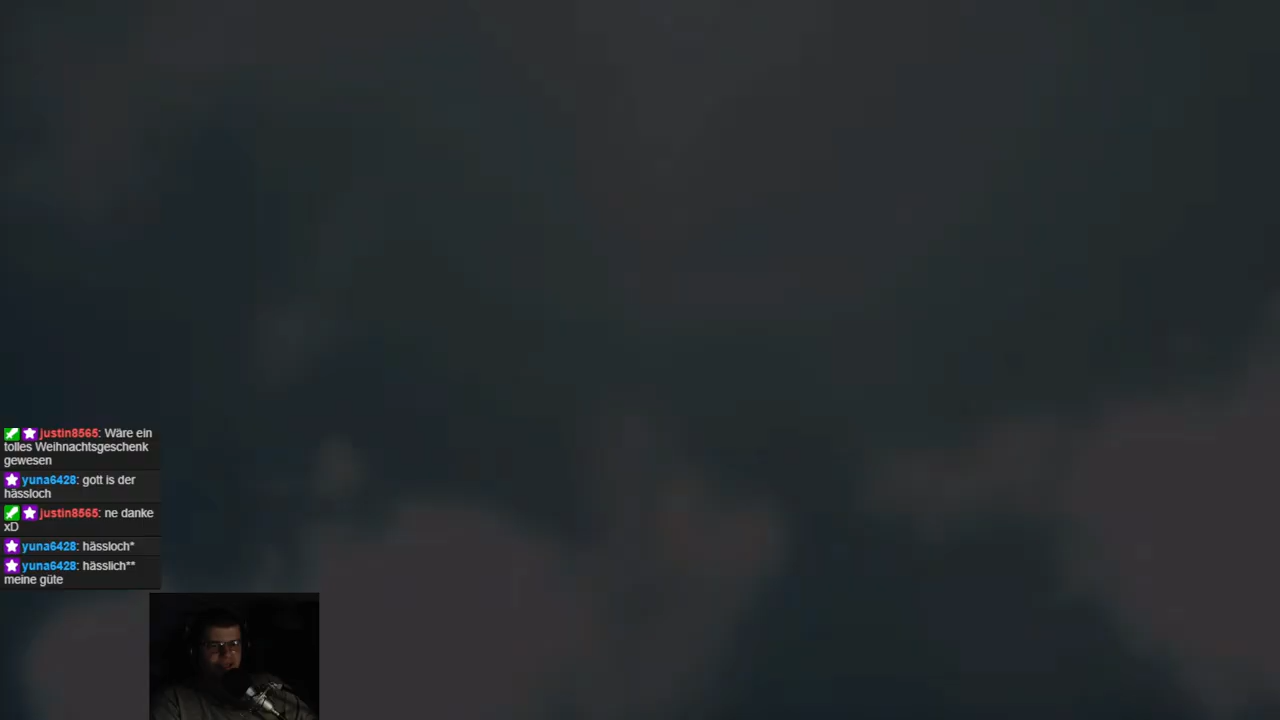 justin8565: Wäre ein
tolles Weihnachtsgeschenk
gewesen
yuna6428: gott is der
hässloch
justin8565: ne danke
xD
yuna6428: hässloch*
yuna6428: hässlich**
meine güte